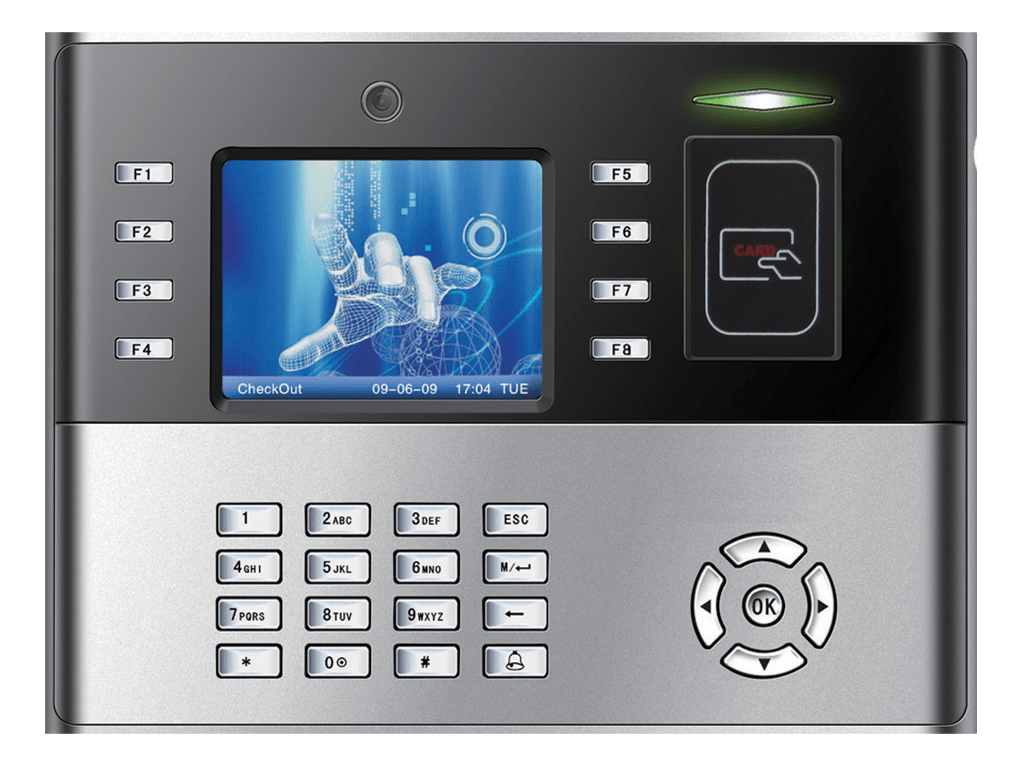 F1
F2
F3
F4
CheckOut 09-06-09 17:04 TUE
F5
F6
F7
F8
CARD
1 2ABC 3DEF ESC
4GHI 5JKL 6MNO M/↵
7PQRS 8TUV 9WXYZ ←
* 0⊙ #
OK